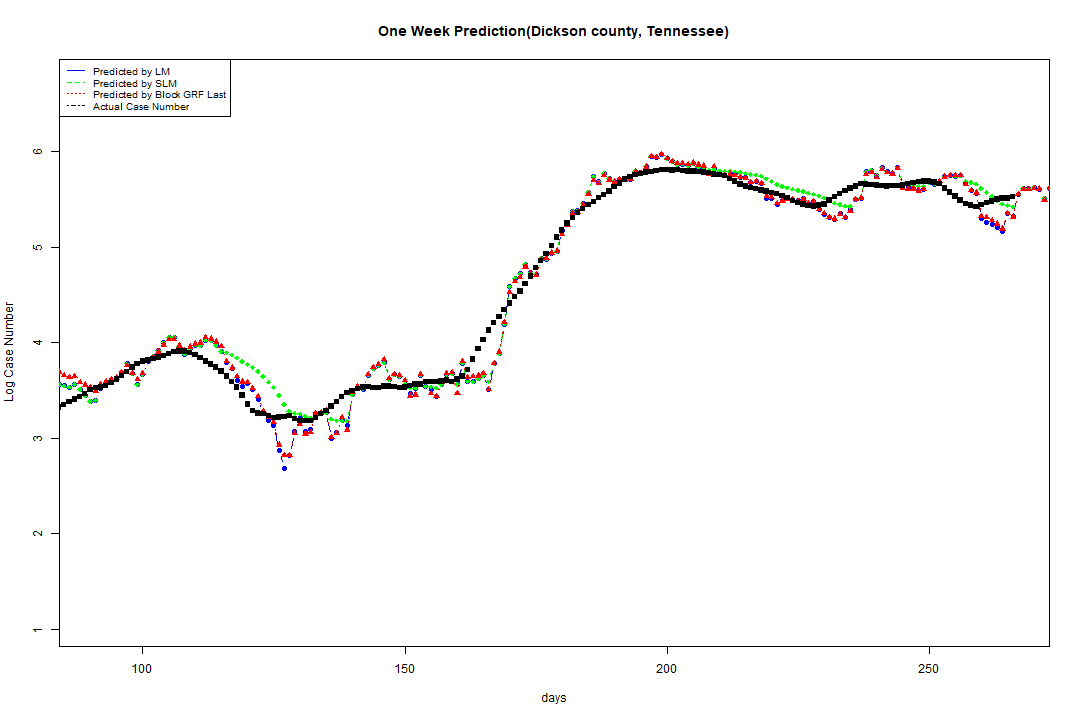 One Week Prediction(Dickson county, Tennessee)
Predicted by LM
Predicted by SLM
Predicted by Block GRF Last
Actual Case Number
Log Case Number
6
5
4
3
2
1
100 150 200 250
days